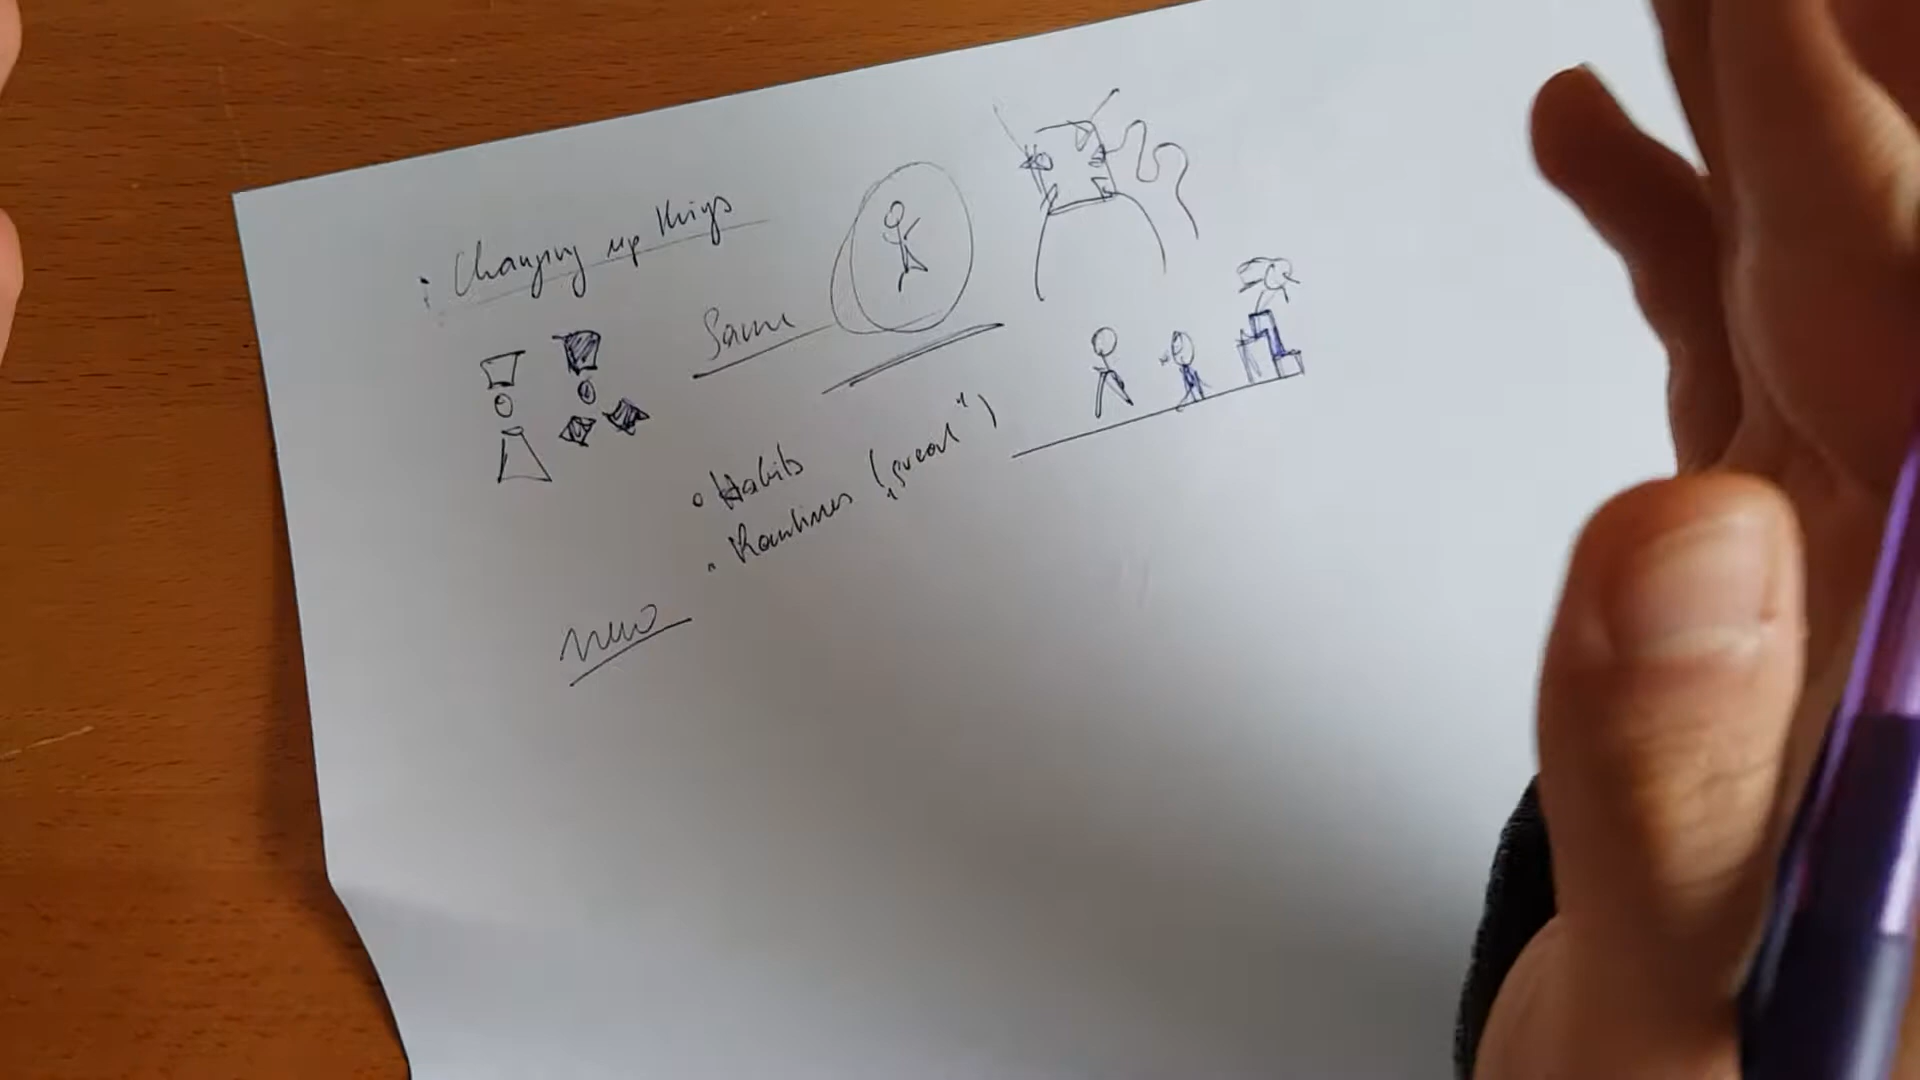 Changing up things
Same
Habits
Routines („great")
new